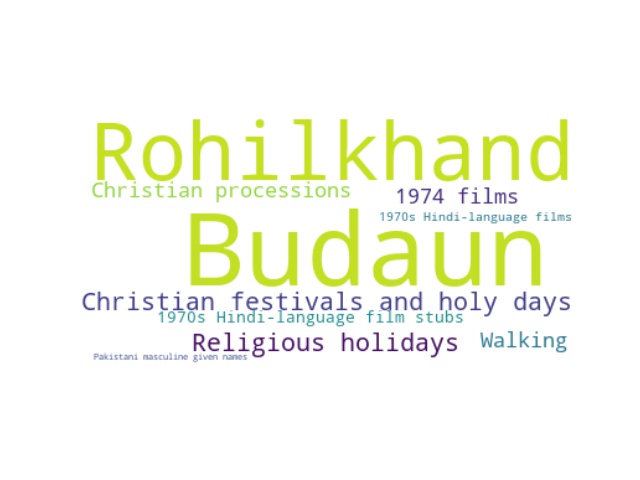 Rohilkhand
Christian processions
1974 films
1970s Hindi-language films
Budaun
Christian festivals and holy days
1970s Hindi-language film stubs
Religious holidays
Walking
Pakistani masculine given names